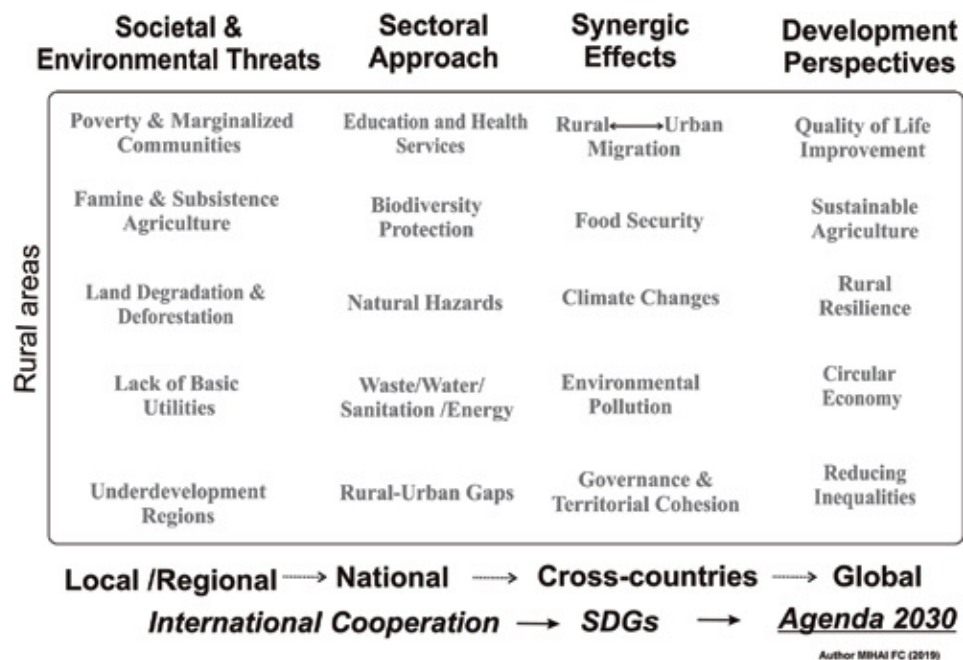 Societal &
Environmental Threats
Sectoral
Approach
Synergic
Effects
Development
Perspectives
Rural areas
Poverty & Marginalized
Communities
Education and Health
Services
Rural Urban
Migration
Quality of Life
Improvement
Famine & Subsistence
Agriculture
Biodiversity
Protection
Food Security
Sustainable
Agriculture
Land Degradation &
Deforestation
Natural Hazards
Climate Changes
Rural
Resilience
Lack of Basic
Utilities
Waste/Water/
Sanitation /Energy
Environmental
Pollution
Circular
Economy
Underdevelopment
Regions
Rural-Urban Gaps
Governance &
Territorial Cohesion
Reducing
Inequalities
Local /Regional National Cross-countries Global
International Cooperation SDGs Agenda 2030
Author MIHAI FC (2019)